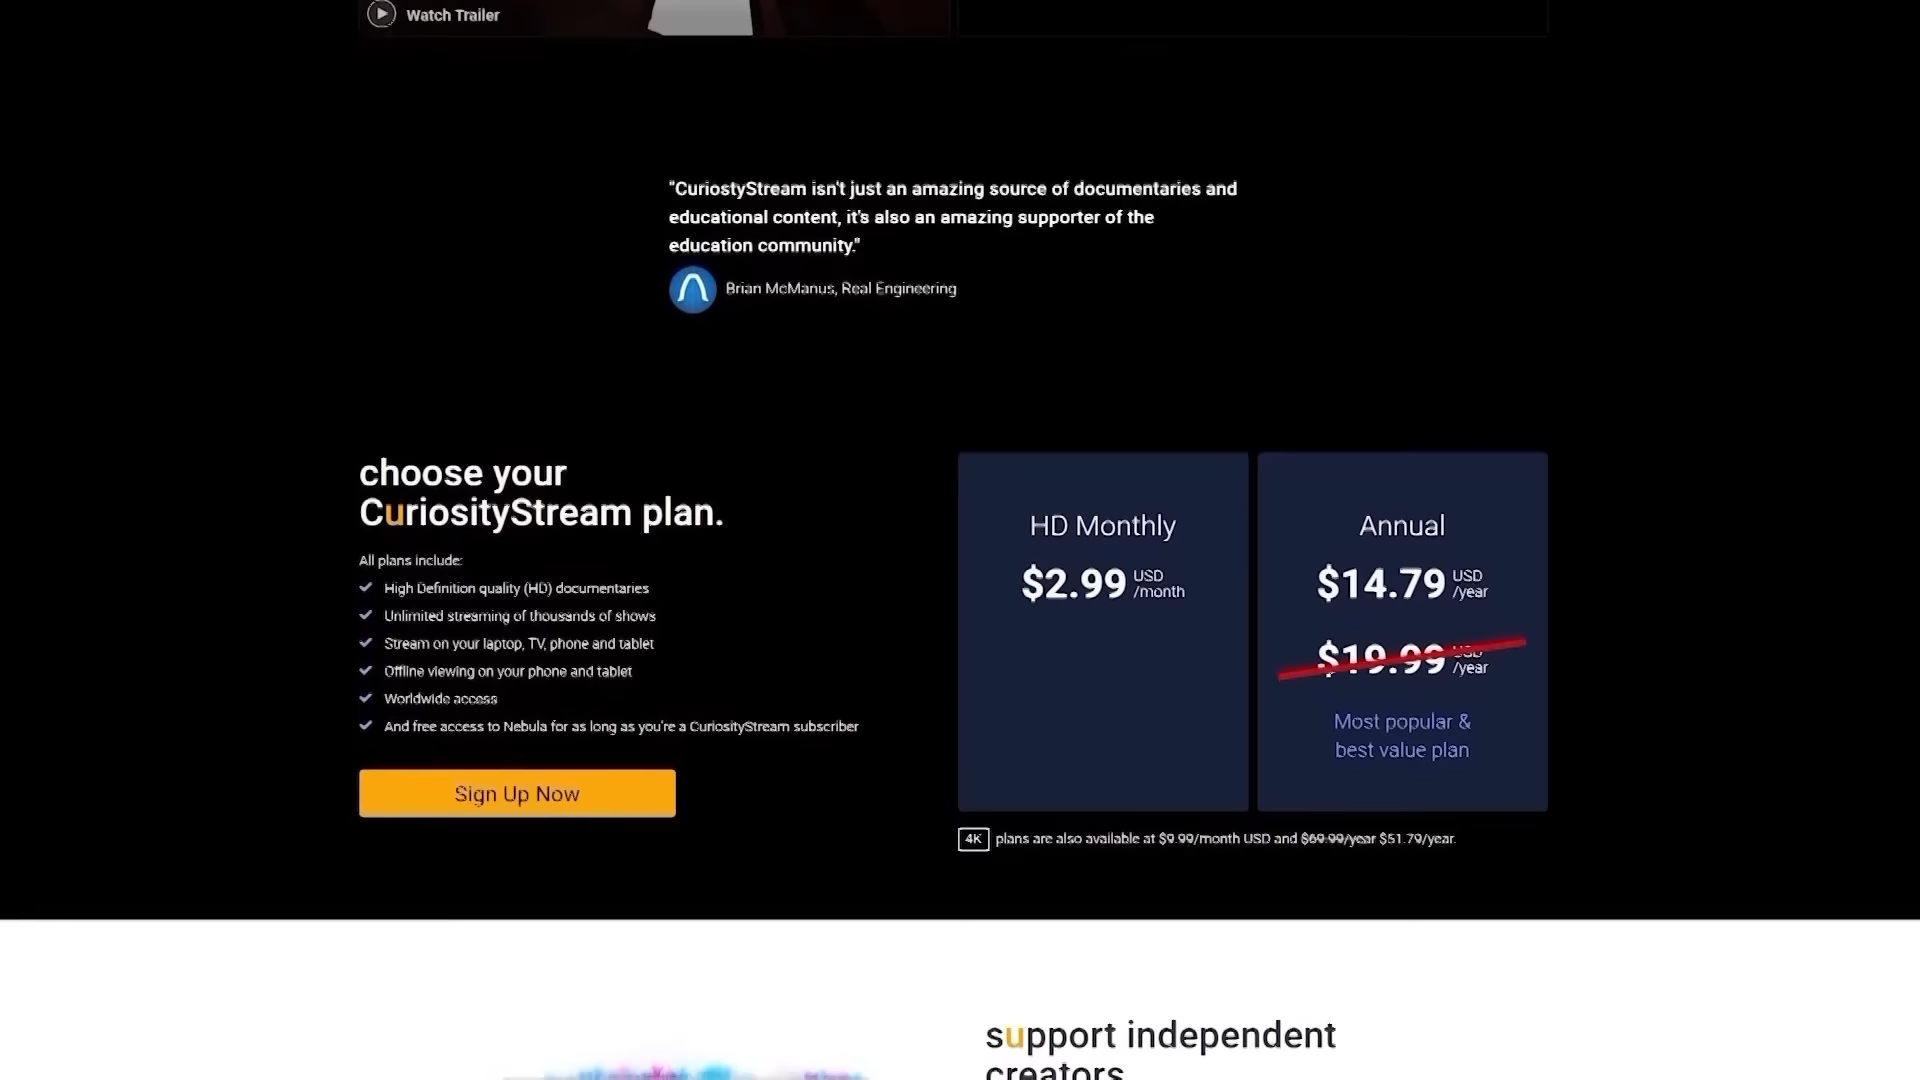 Watch Trailer
"CuriostyStream isn't just an amazing source of documentaries and
educational content, it's also an amazing supporter of the
education community."
Brian McManus, Real Engineering
choose your
CuriosityStream plan.
All plans include:
High Definition quality (HD) documentaries
Unlimited streaming of thousands of shows
Stream on your laptop, TV, phone and tablet
Offline viewing on your phone and tablet
Worldwide access
And free access to Nebula for as long as you're a CuriosityStream subscriber
Sign Up Now
HD Monthly
$2.99 USD /month
Annual
$14.79 USD /year
$19.99 USD /year
Most popular &
best value plan
4K plans are also available at $9.99/month USD and $69.99/year $51.79/year.
support independent
creators